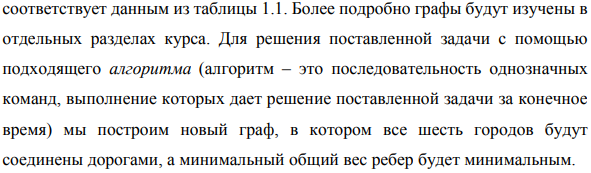 соответствует данным из таблицы 1.1. Более подробно графы будут изучены в
отдельных разделах курса. Для решения поставленной задачи с помощью
подходящего алгоритма (алгоритм – это последовательность однозначных
команд, выполнение которых дает решение поставленной задачи за конечное
время) мы построим новый граф, в котором все шесть городов будут
соединены дорогами, а минимальный общий вес ребер будет минимальным.